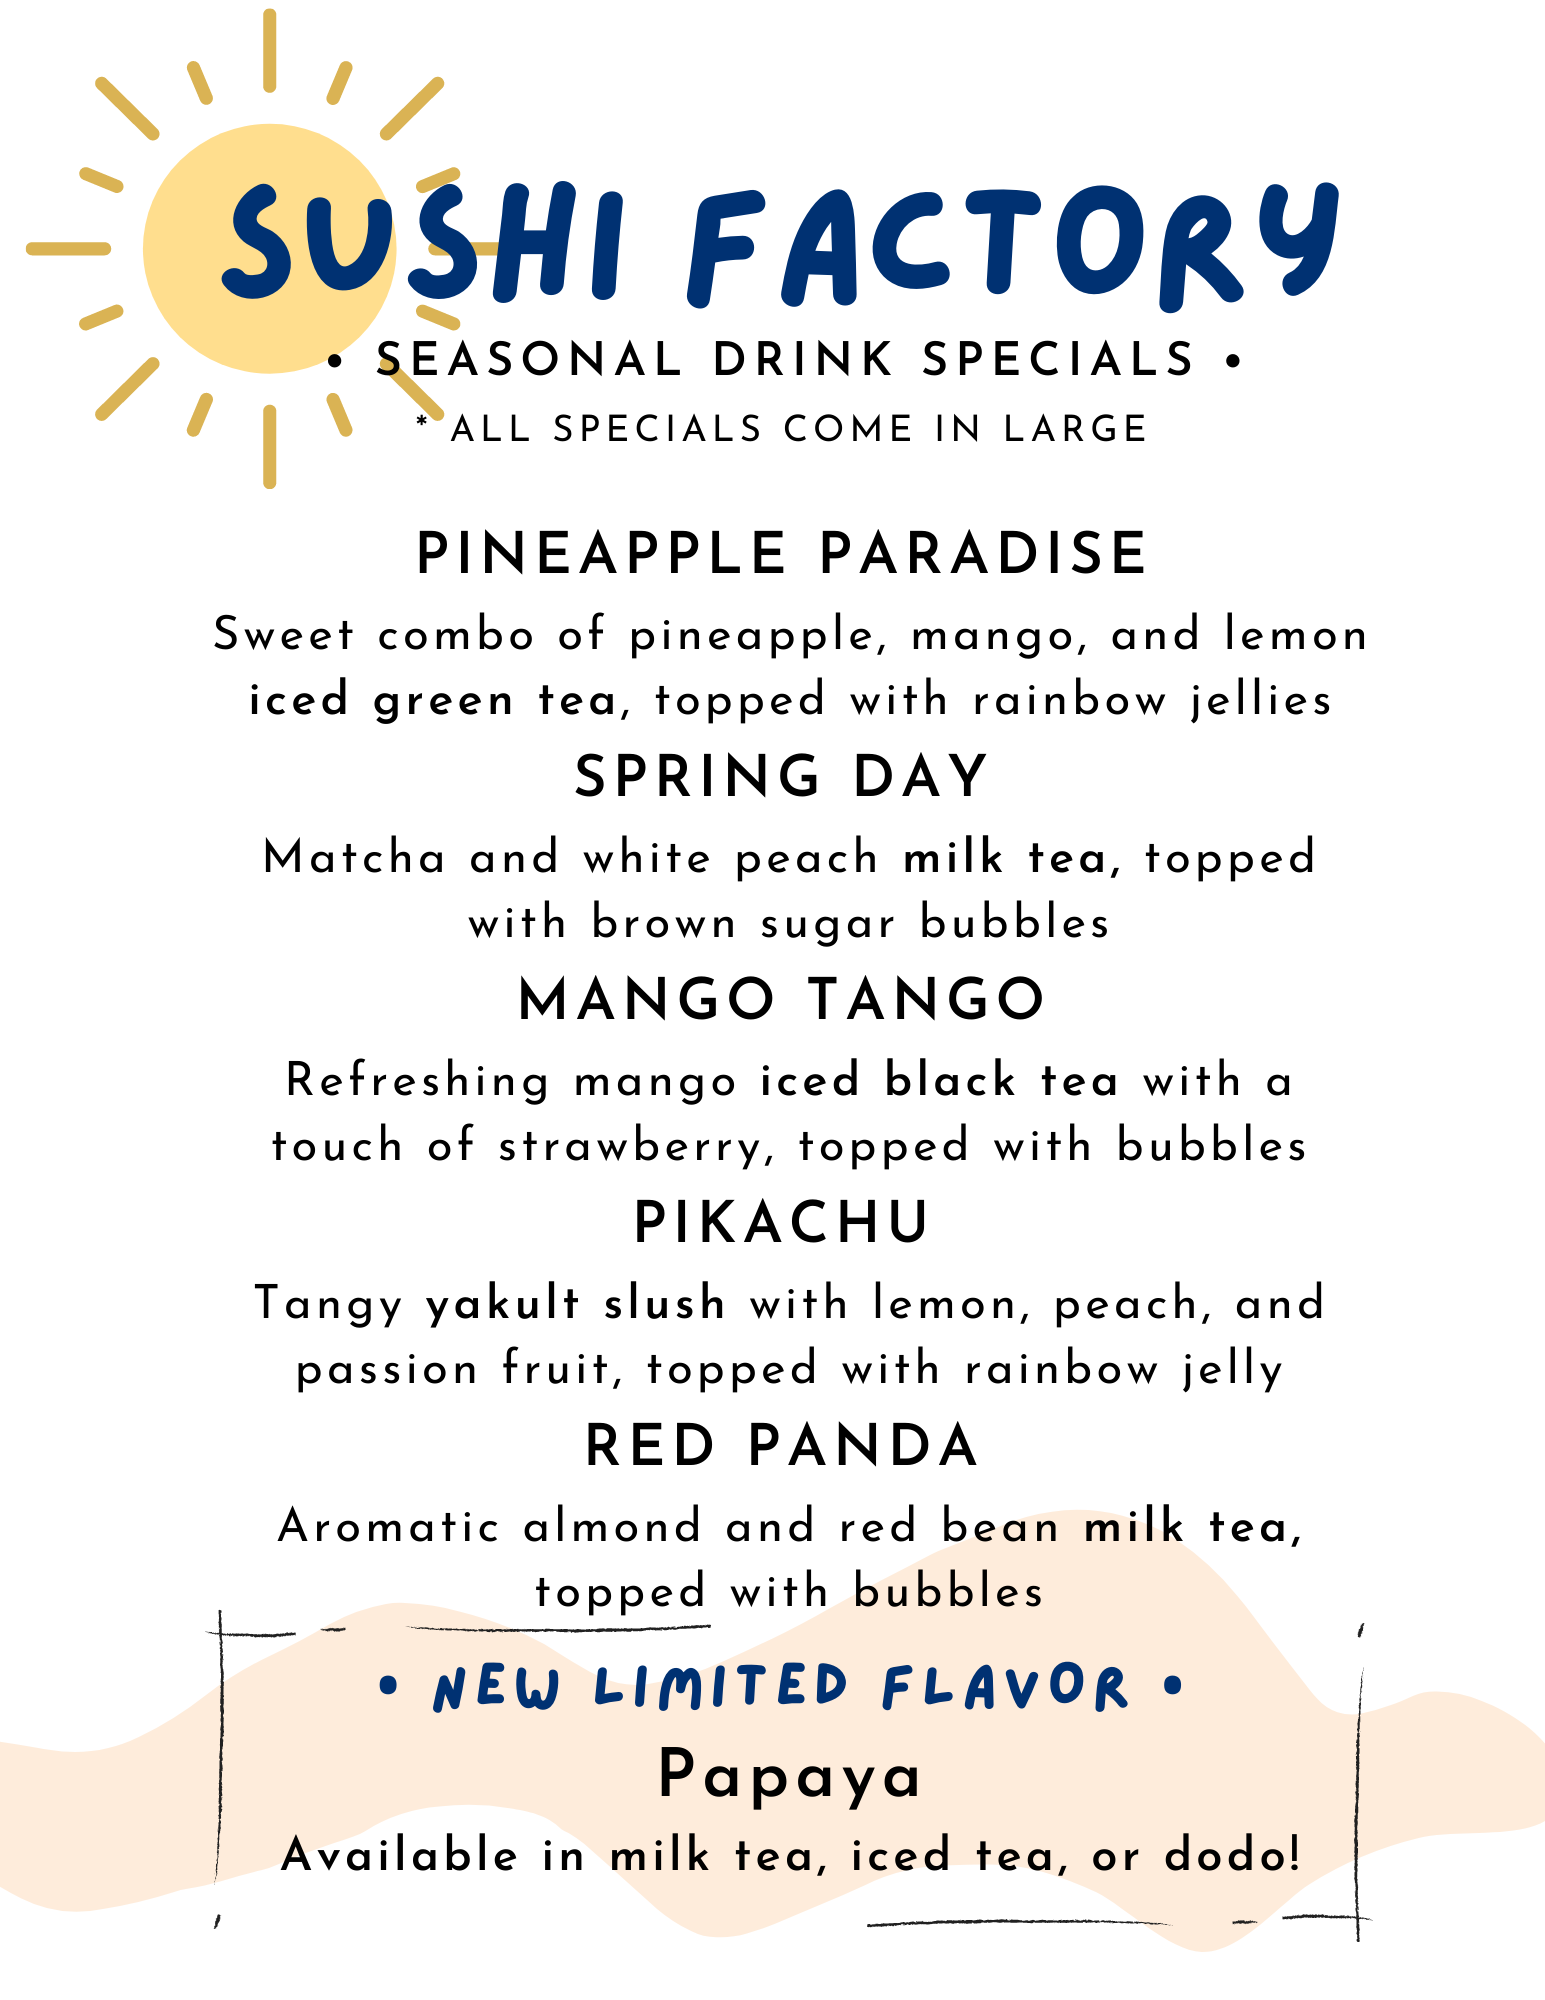 SUSHI FACTORY
• SEASONAL DRINK SPECIALS •
* ALL SPECIALS COME IN LARGE
PINEAPPLE PARADISE
Sweet combo of pineapple, mango, and lemon
iced green tea, topped with rainbow jellies
SPRING DAY
Matcha and white peach milk tea, topped
with brown sugar bubbles
MANGO TANGO
Refreshing mango iced black tea with a
touch of strawberry, topped with bubbles
PIKACHU
Tangy yakult slush with lemon, peach, and
passion fruit, topped with rainbow jelly
RED PANDA
Aromatic almond and red bean milk tea,
topped with bubbles
• NEW LIMITED FLAVOR •
Papaya
Available in milk tea, iced tea, or dodo!